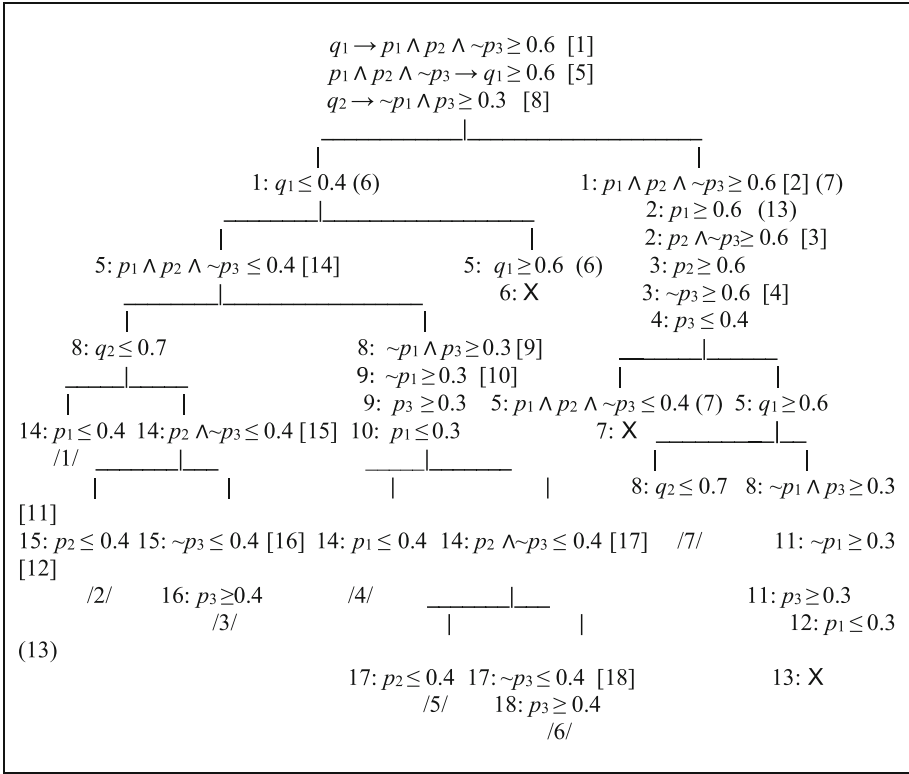 q1 → p1 ∧ p2 ∧ ~p3 ≥ 0.6 [1]
p1 ∧ p2 ∧ ~p3 → q1 ≥ 0.6 [5]
q2 → ~p1 ∧ p3 ≥ 0.3 [8]
1: q1 ≤ 0.4 (6) 1: p1 ∧ p2 ∧ ~p3 ≥ 0.6 [2] (7)
2: p1 ≥ 0.6 (13)
2: p2 ∧ ~p3 ≥ 0.6 [3]
5: p1 ∧ p2 ∧ ~p3 ≤ 0.4 [14] 5: q1 ≥ 0.6 (6) 3: p2 ≥ 0.6
6: X 3: ~p3 ≥ 0.6 [4]
4: p3 ≤ 0.4
8: q2 ≤ 0.7 8: ~p1 ∧ p3 ≥ 0.3 [9]
9: ~p1 ≥ 0.3 [10]
9: p3 ≥ 0.3 5: p1 ∧ p2 ∧ ~p3 ≤ 0.4 (7) 5: q1 ≥ 0.6
14: p1 ≤ 0.4 14: p2 ∧ ~p3 ≤ 0.4 [15] 10: p1 ≤ 0.3 7: X
/1/
8: q2 ≤ 0.7 8: ~p1 ∧ p3 ≥ 0.3
[11]
15: p2 ≤ 0.4 15: ~p3 ≤ 0.4 [16] 14: p1 ≤ 0.4 14: p2 ∧ ~p3 ≤ 0.4 [17] /7/ 11: ~p1 ≥ 0.3
[12]
/2/ 16: p3 ≥ 0.4 /4/ 11: p3 ≥ 0.3
/3/ 12: p1 ≤ 0.3
(13)
17: p2 ≤ 0.4 17: ~p3 ≤ 0.4 [18] 13: X
/5/ 18: p3 ≥ 0.4
/6/